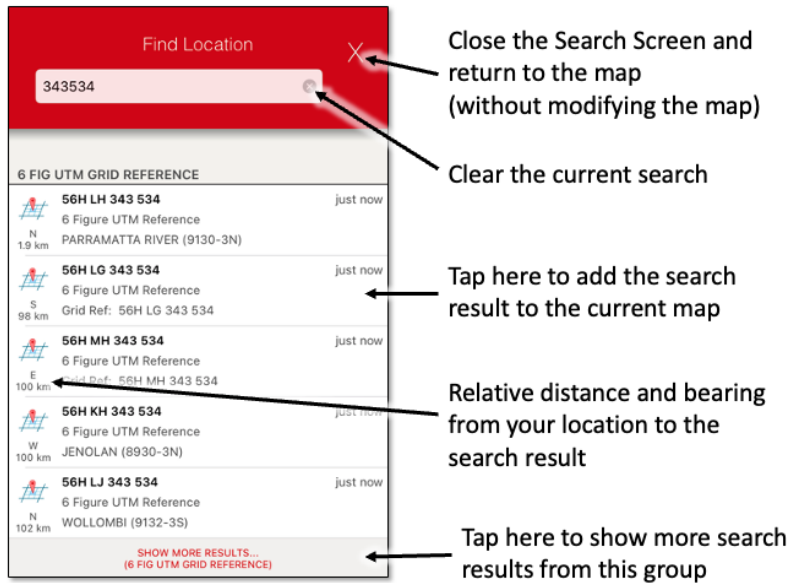 Find Location
X
343534
6 FIG UTM GRID REFERENCE
56H LH 343 534
just now
6 Figure UTM Reference
N
1.9 km
PARRAMATTA RIVER (9130-3N)
56H LG 343 534
just now
6 Figure UTM Reference
S
98 km
Grid Ref: 56H LG 343 534
56H MH 343 534
just now
6 Figure UTM Reference
E
100 km
Grid Ref: 56H MH 343 534
56H KH 343 534
just now
6 Figure UTM Reference
W
100 km
JENOLAN (8930-3N)
56H LJ 343 534
just now
6 Figure UTM Reference
N
102 km
WOLLOMBI (9132-3S)
SHOW MORE RESULTS...
(6 FIG UTM GRID REFERENCE)
Close the Search Screen and
return to the map
(without modifying the map)
Clear the current search
Tap here to add the search
result to the current map
Relative distance and bearing
from your location to the
search result
Tap here to show more search
results from this group